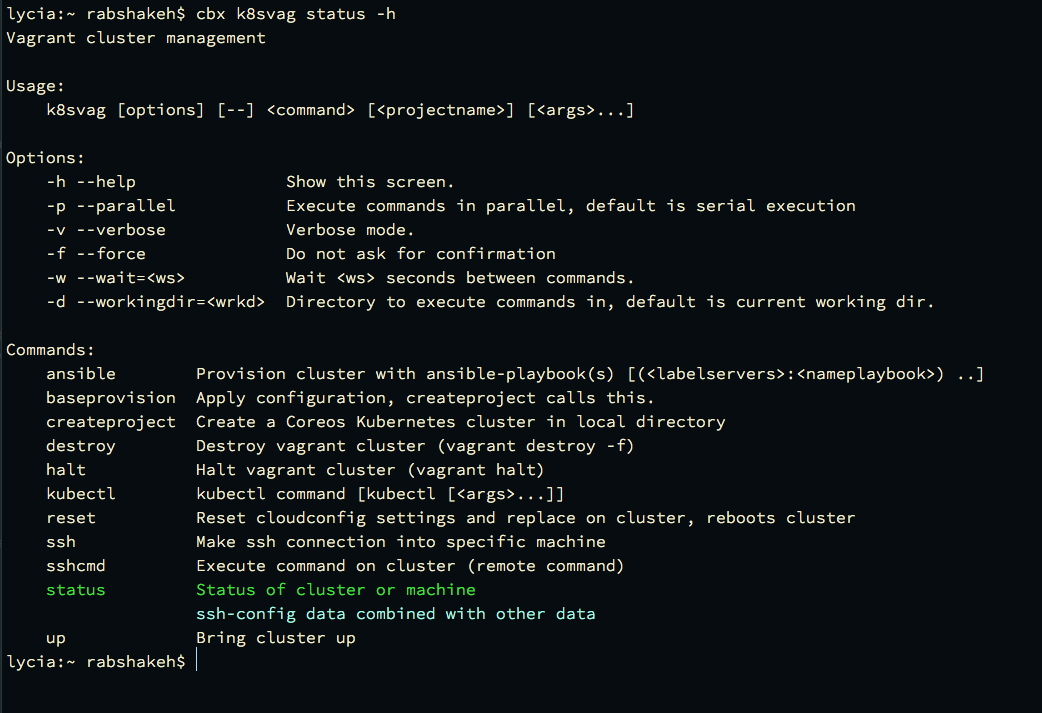 lycia:~ rabshakeh$ cbx k8svag status -h
Vagrant cluster management
Usage:
    k8svag [options] [--] <command> [<projectname>] [<args>...]
Options:
    -h --help               Show this screen.
    -p --parallel           Execute commands in parallel, default is serial execution
    -v --verbose            Verbose mode.
    -f --force              Do not ask for confirmation
    -w --wait=<ws>          Wait <ws> seconds between commands.
    -d --workingdir=<wrkd>  Directory to execute commands in, default is current working dir.
Commands:
    ansible        Provision cluster with ansible-playbook(s) [(<labelservers>:<nameplaybook>) ..]
    baseprovision  Apply configuration, createproject calls this.
    createproject  Create a Coreos Kubernetes cluster in local directory
    destroy        Destroy vagrant cluster (vagrant destroy -f)
    halt           Halt vagrant cluster (vagrant halt)
    kubectl        kubectl command [kubectl [<args>...]]
    reset          Reset cloudconfig settings and replace on cluster, reboots cluster
    ssh            Make ssh connection into specific machine
    sshcmd         Execute command on cluster (remote command)
    status         Status of cluster or machine
                   ssh-config data combined with other data
    up             Bring cluster up
lycia:~ rabshakeh$